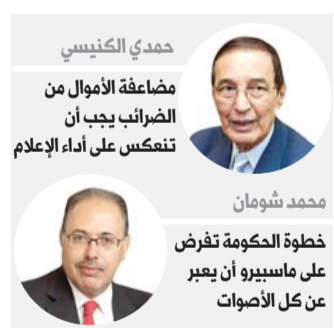 حمدي الكنيسي
مضاعفة الأموال من
الضرائب يجب أن
تنعكس على أداء الإعلام
محمد شومان
خطوة الحكومة تفرض
على ماسبيرو أن يعبر
عن كل الأصوات